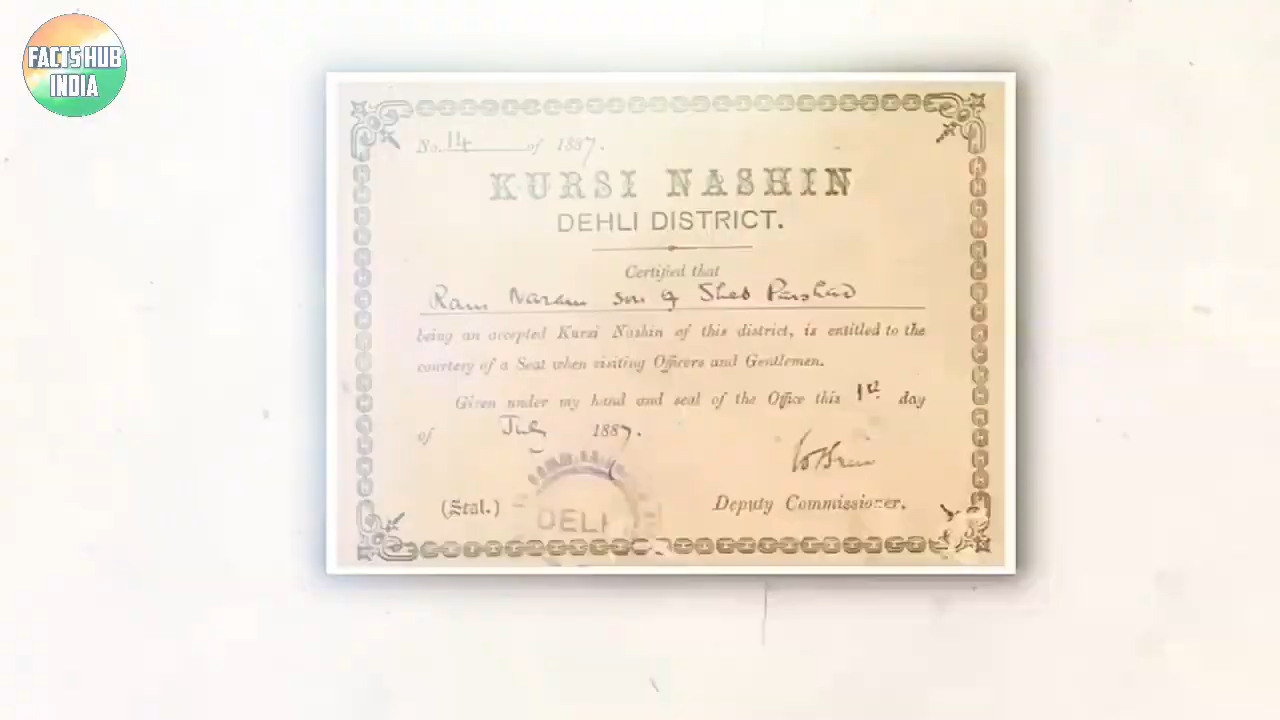 FACTS HUB
INDIA
No. 14 of 1887.
KURSI NASHIN
DEHLI DISTRICT.
Certified that
Ram Narain son of Sheo Parshad
being an accepted Kursi Nashin of this district, is entitled to the
courtery of a Seat when visiting Officers and Gentlemen.
Given under my hand and seal of the Office this 1st. day
of July 1887.
(Seal.) DELHI
Deputy Commissioner.